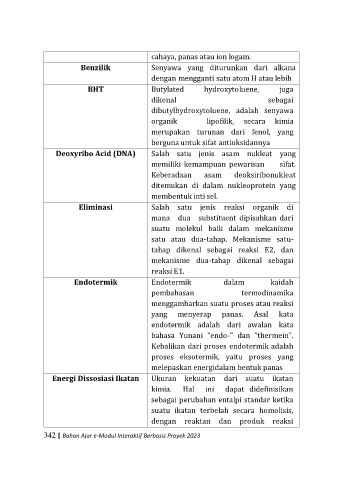 cahaya, panas atau ion logam.
Benzilik
Senyawa yang diturunkan dari alkana
dengan mengganti satu atom H atau lebih
BHT
Butylated hydroxytoluene, juga
dikenal sebagai
dibutylhydroxytoluene, adalah senyawa
organik lipofilik, secara kimia
merupakan turunan dari fenol, yang
berguna untuk sifat antioksidannya
Deoxyribo Acid (DNA)
Salah satu jenis asam nukleat yang
memiliki kemampuan pewarisan sifat.
Keberadaan asam deoksiribonukleat
ditemukan di dalam nukleoprotein yang
membentuk inti sel.
Eliminasi
Salah satu jenis reaksi organik di
mana dua substituent dipisahkan dari
suatu molekul baik dalam mekanisme
satu atau dua-tahap. Mekanisme satu-
tahap dikenal sebagai reaksi E2, dan
mekanisme dua-tahap dikenal sebagai
reaksi E1.
Endotermik
Endotermik dalam kaidah
pembahasan termodinamika
menggambarkan suatu proses atau reaksi
yang menyerap panas. Asal kata
endotermik adalah dari awalan kata
bahasa Yunani "endo-" dan "thermein".
Kebalikan dari proses endotermik adalah
proses eksotermik, yaitu proses yang
melepaskan energidalam bentuk panas
Energi Dissosiasi Ikatan
Ukuran kekuatan dari suatu ikatan
kimia. Hal ini dapat didefinisikan
sebagai perubahan entalpi standar ketika
suatu ikatan terbelah secara homolisis,
dengan reaktan dan produk reaksi
342 | Bahan Ajar e-Modul Interaktif Berbasis Proyek 2023